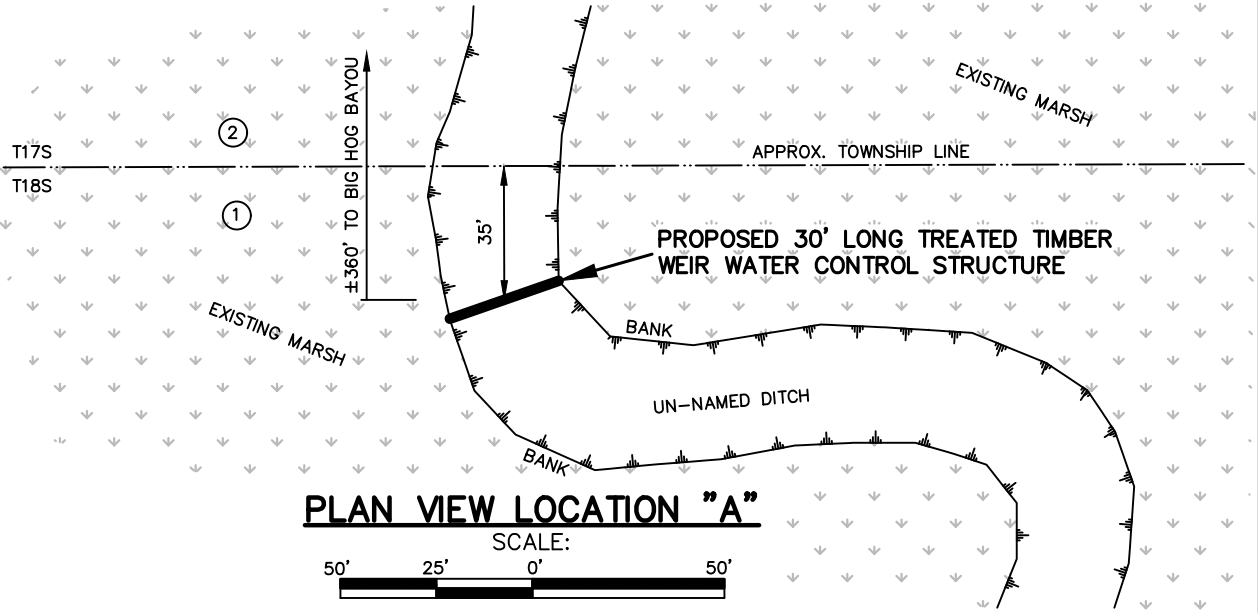 EXISTING MARSH
±360' TO BIG HOG BAYOU
2
T17S
APPROX. TOWNSHIP LINE
T18S
1
35'
PROPOSED 30' LONG TREATED TIMBER
WEIR WATER CONTROL STRUCTURE
EXISTING MARSH
BANK
UN-NAMED DITCH
BANK
PLAN VIEW LOCATION "A"
SCALE:
50' 25' 0' 50'